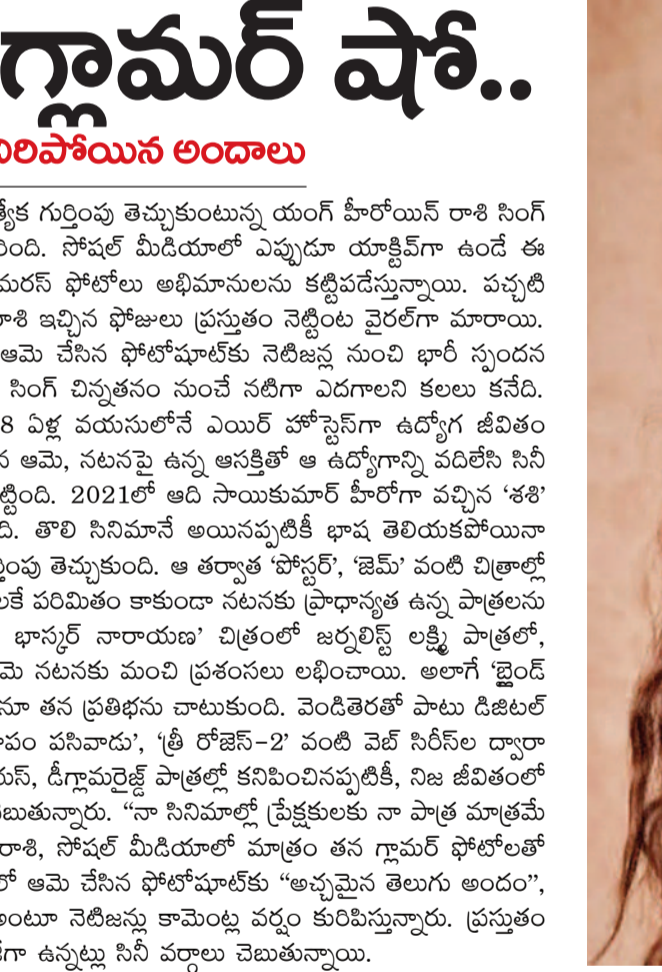 గ్లామర్ షో..
విరిపోయిన అందాలు
త్యేక గుర్తింపు తెచ్చుకుంటున్న యంగ్ హీరోయిన్ రాశి సింగ్
రింది. సోషల్ మీడియాలో ఎప్పుడూ యాక్టివ్‌గా ఉండే ఈ
మరస్ ఫోటోలు అభిమానులను కట్టిపడేస్తున్నాయి. పచ్చటి
రాశి ఇచ్చిన ఫోజులు ప్రస్తుతం నెట్టింట వైరల్‌గా మారాయి.
ఆమె చేసిన ఫోటోషూట్‌కు నెటిజన్ల నుంచి భారీ స్పందన
సింగ్ చిన్నతనం నుంచే నటిగా ఎదగాలని కలలు కనేది.
8 ఏళ్ల వయసులోనే ఎయిర్ హోస్టెస్‌గా ఉద్యోగ జీవితం
న ఆమె, నటనపై ఉన్న ఆసక్తితో ఆ ఉద్యోగాన్ని వదిలేసి సినీ
ట్టింది. 2021లో ఆది సాయికుమార్ హీరోగా వచ్చిన ‘శశి’
ది. తొలి సినిమానే అయినప్పటికీ భాష తెలియకపోయినా
ర్తింపు తెచ్చుకుంది. ఆ తర్వాత ‘పోస్టర్’, ‘జెమ్’ వంటి చిత్రాల్లో
లకే పరిమితం కాకుండా నటనకు ప్రాధాన్యత ఉన్న పాత్రలను
భాస్కర్ నారాయణ’ చిత్రంలో జర్నలిస్ట్ లక్ష్మి పాత్రలో,
మె నటనకు మంచి ప్రశంసలు లభించాయి. అలాగే ‘బ్లైండ్
నూ తన ప్రతిభను చాటుకుంది. వెండితెరతో పాటు డిజిటల్
పాపం పసివాడు’, ‘త్రీ రోజెస్-2’ వంటి వెబ్ సిరీస్‌ల ద్వారా
యస్, డీగ్లామరైజ్డ్ పాత్రల్లో కనిపించినప్పటికీ, నిజ జీవితంలో
బుతున్నారు. “నా సినిమాల్లో ప్రేక్షకులకు నా పాత్ర మాత్రమే
రాశి, సోషల్ మీడియాలో మాత్రం తన గ్లామర్ ఫోటోలతో
లో ఆమె చేసిన ఫోటోషూట్‌కు “అచ్చమైన తెలుగు అందం”,
అంటూ నెటిజన్లు కామెంట్ల వర్షం కురిపిస్తున్నారు. ప్రస్తుతం
కేగా ఉన్నట్లు సినీ వర్గాలు చెబుతున్నాయి.